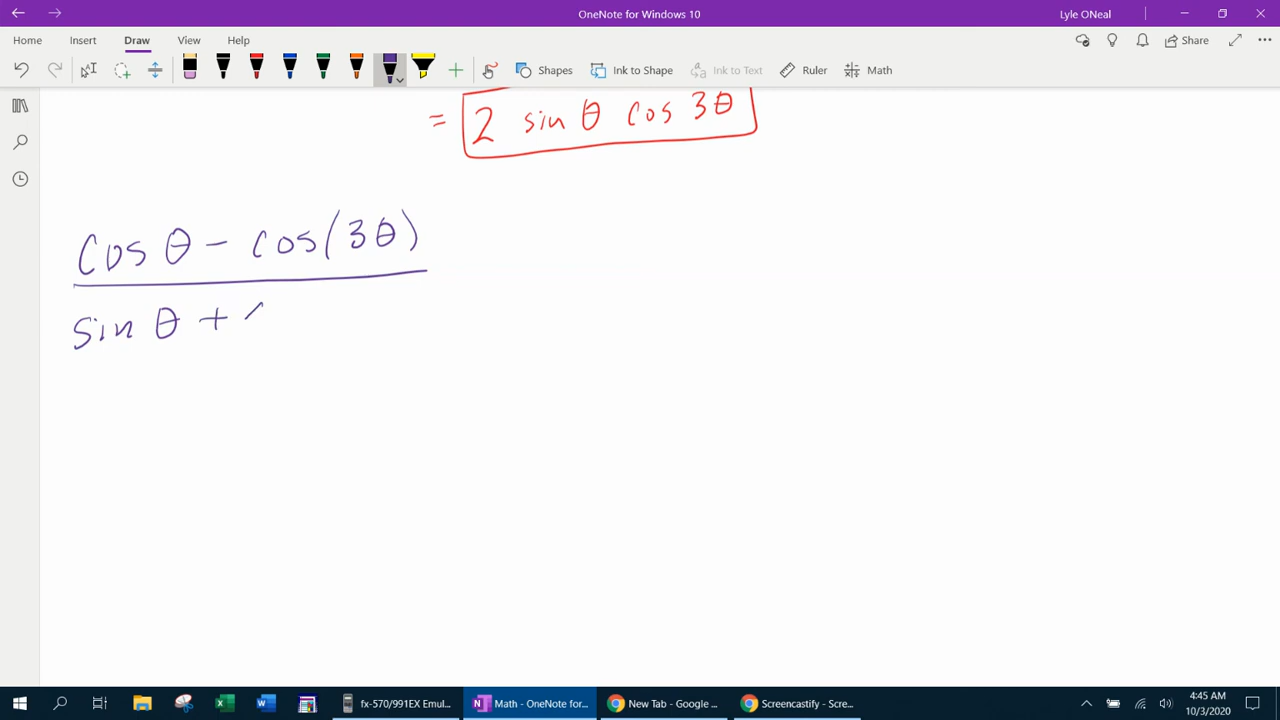 OneNote for Windows 10
Lyle ONeal
Home Insert Draw View Help
Share
Shapes Ink to Shape Ink to Text Ruler Math
= 2 sin θ cos 3θ
cos θ - cos(3θ)
sin θ +
fx-570/991EX Emul...
Math - OneNote for...
New Tab - Google ...
Screencastify - Scre...
4:45 AM
10/3/2020